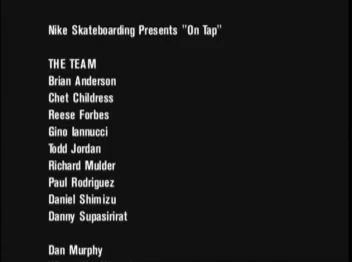 Nike Skateboarding Presents "On Tap"
THE TEAM
Brian Anderson
Chet Childress
Reese Forbes
Gino Iannucci
Todd Jordan
Richard Mulder
Paul Rodriguez
Daniel Shimizu
Danny Supasirirat
Dan Murphy